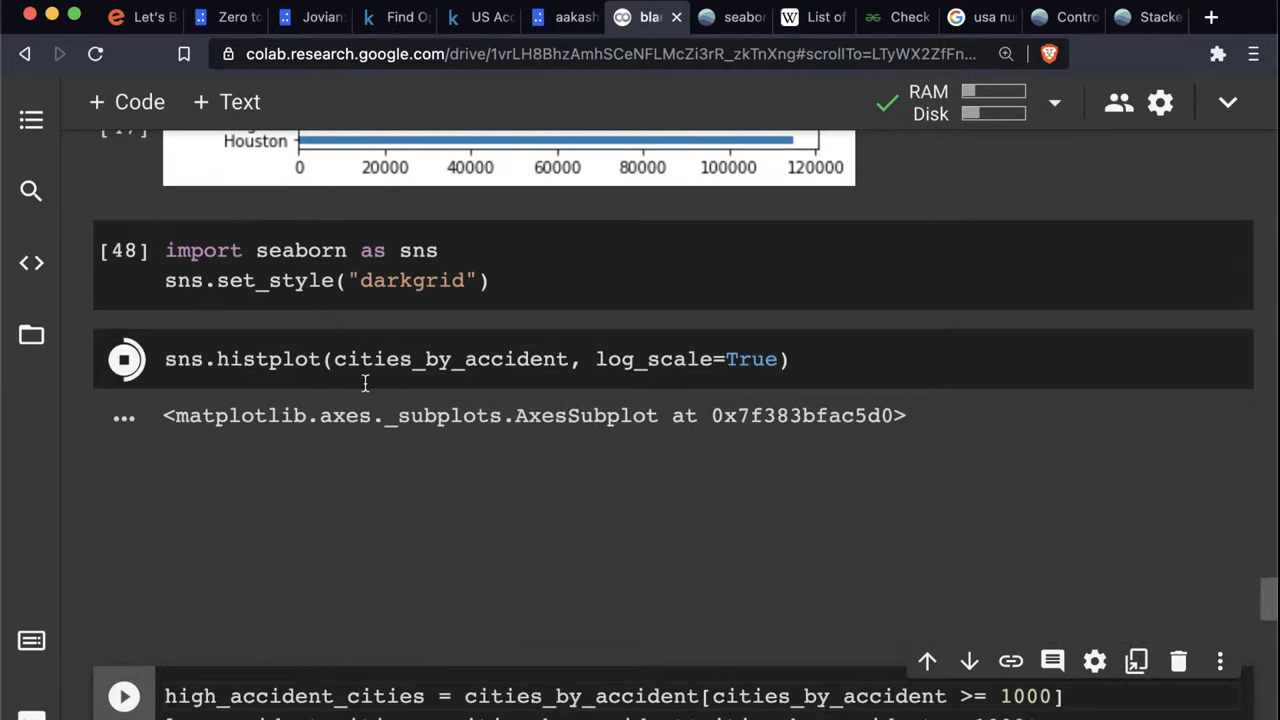 Let's B
Zero to
Jovian:
Find O
US Acc
aakash
bla
seabor
List of
Check
usa nu
Contro
Stacke
colab.research.google.com/drive/1vrLH8BhzAmhSCeNFLMcZi3rR_zkTnXng#scrollTo=LTyWX2ZfFn...
+ Code + Text
RAM
Disk
Houston
0 20000 40000 60000 80000 100000 120000
[48] import seaborn as sns
sns.set_style("darkgrid")
sns.histplot(cities_by_accident, log_scale=True)
... <matplotlib.axes._subplots.AxesSubplot at 0x7f383bfac5d0>
high_accident_cities = cities_by_accident[cities_by_accident >= 1000]